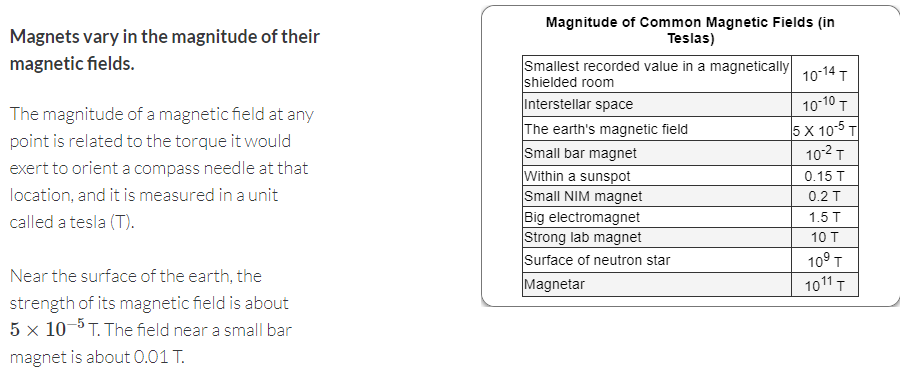 Magnets vary in the magnitude of their
magnetic fields.
The magnitude of a magnetic field at any
point is related to the torque it would
exert to orient a compass needle at that
location, and it is measured in a unit
called a tesla (T).
Near the surface of the earth, the
strength of its magnetic field is about
5 × 10⁻⁵ T. The field near a small bar
magnet is about 0.01 T.
Magnitude of Common Magnetic Fields (in
Teslas)
Smallest recorded value in a magnetically
shielded room 10⁻¹⁴ T
Interstellar space 10⁻¹⁰ T
The earth's magnetic field 5 X 10⁻⁵ T
Small bar magnet 10⁻² T
Within a sunspot 0.15 T
Small NIM magnet 0.2 T
Big electromagnet 1.5 T
Strong lab magnet 10 T
Surface of neutron star 10⁹ T
Magnetar 10¹¹ T